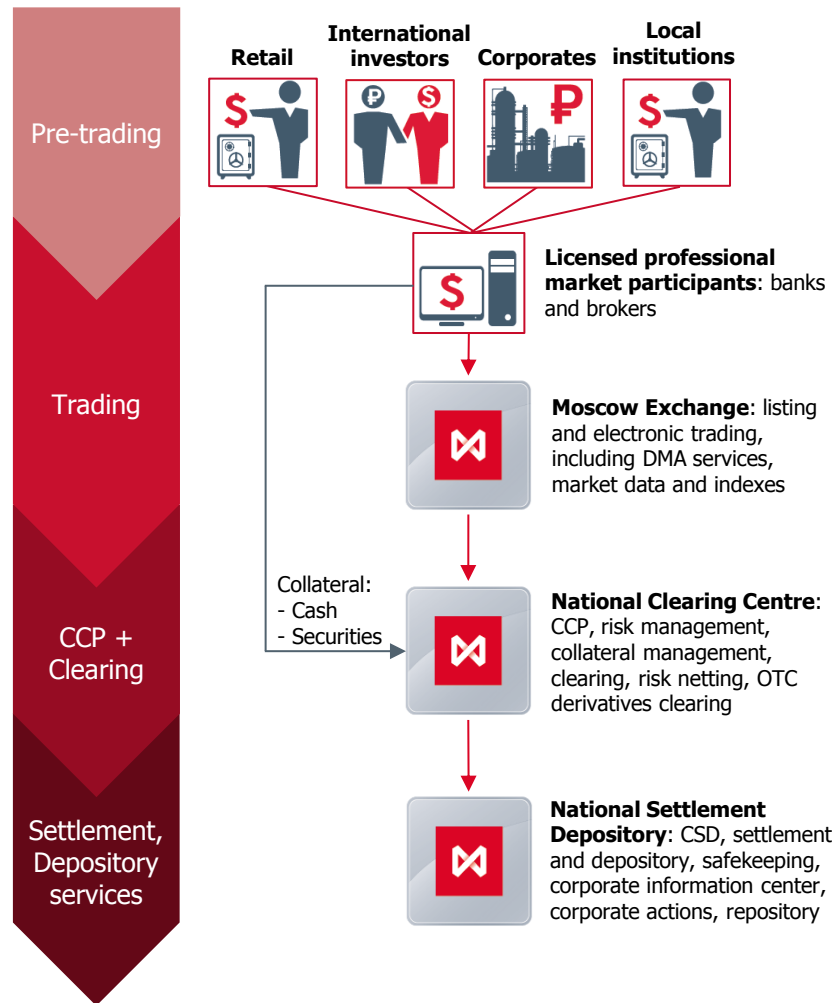 Retail
International
investors
Corporates
Local
institutions
$
₽
$
₽
$
Pre-trading
$
Licensed professional
market participants: banks
and brokers
Trading
Moscow Exchange: listing
and electronic trading,
including DMA services,
market data and indexes
Collateral:
- Cash
- Securities
CCP +
Clearing
National Clearing Centre:
CCP, risk management,
collateral management,
clearing, risk netting, OTC
derivatives clearing
Settlement,
Depository
services
National Settlement
Depository: CSD, settlement
and depository, safekeeping,
corporate information center,
corporate actions, repository